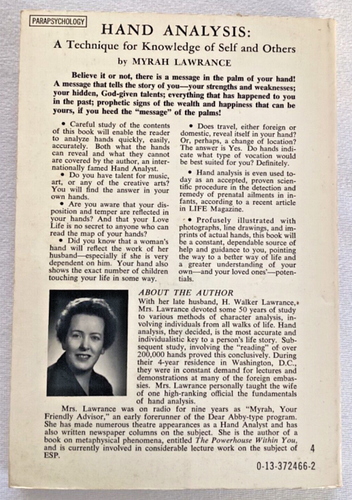 PARAPSYCHOLOGY
HAND ANALYSIS:
A Technique for Knowledge of Self and Others
by MYRAH LAWRANCE
Believe it or not, there is a message in the palm of your hand!
A message that tells the story of you—your strengths and weaknesses;
your hidden, God-given talents; everything that has happened to you
in the past; prophetic signs of the wealth and happiness that can be
yours, if you heed the "message" of the palms!
• Careful study of the contents
of this book will enable the reader
to analyze hands quickly, easily,
accurately. Both what the hands
can reveal and what they cannot
are covered by the author, an inter-
nationally famed Hand Analyst.
• Do you have talent for music,
art, or any of the creative arts?
You will find the answer in your
own hands.
• Are you aware that your dis-
position and temper are reflected in
your hands? And that your Love
Life is no secret to anyone who can
read the map of your hands?
• Did you know that a woman's
hand will reflect the work of her
husband—especially if she is very
dependent on him. Your hand also
shows the exact number of children
touching your life in some way.
• Does travel, either foreign or
domestic, reveal itself in your hand?
Or, perhaps, a change of location?
The answer is Yes. Do hands indi-
cate what type of vocation would
be best suited for you? Definitely.
• Hand analysis is even used to-
day as an accepted, proven scien-
tific procedure in the detection and
remedy of prenatal ailments in in-
fants, according to a recent article
in LIFE Magazine.
• Profusely illustrated with
photographs, line drawings, and im-
prints of actual hands, this book will
be a constant, dependable source of
help and guidance to you, pointing
the way to a better way of life and
a greater understanding of your
own—and your loved ones'—poten-
tials.
ABOUT THE AUTHOR
With her late husband, H. Walker Lawrance,
Mrs. Lawrance devoted some 50 years of study
to various methods of character analysis, in-
volving individuals from all walks of life. Hand
analysis, they decided, is the most accurate and
individualistic key to a person's life story. Sub-
sequent study, involving the "reading" of over
200,000 hands proved this conclusively. During
their 4-year residence in Washington, D.C.,
they were in constant demand for lectures and
demonstrations at many of the foreign embas-
sies. Mrs. Lawrance personally taught the wife
of one high-ranking official the fundamentals
of hand analysis.
Mrs. Lawrance was on radio for nine years as "Myrah, Your
Friendly Advisor," an early forerunner of the Dear Abby-type program.
She has made numerous theatre appearances as a Hand Analyst and has
also written newspaper columns on the subject. She is the author of a
book on metaphysical phenomena, entitled The Powerhouse Within You,
and is currently involved in considerable lecture work on the subject of
ESP.
4
0-13-372466-2